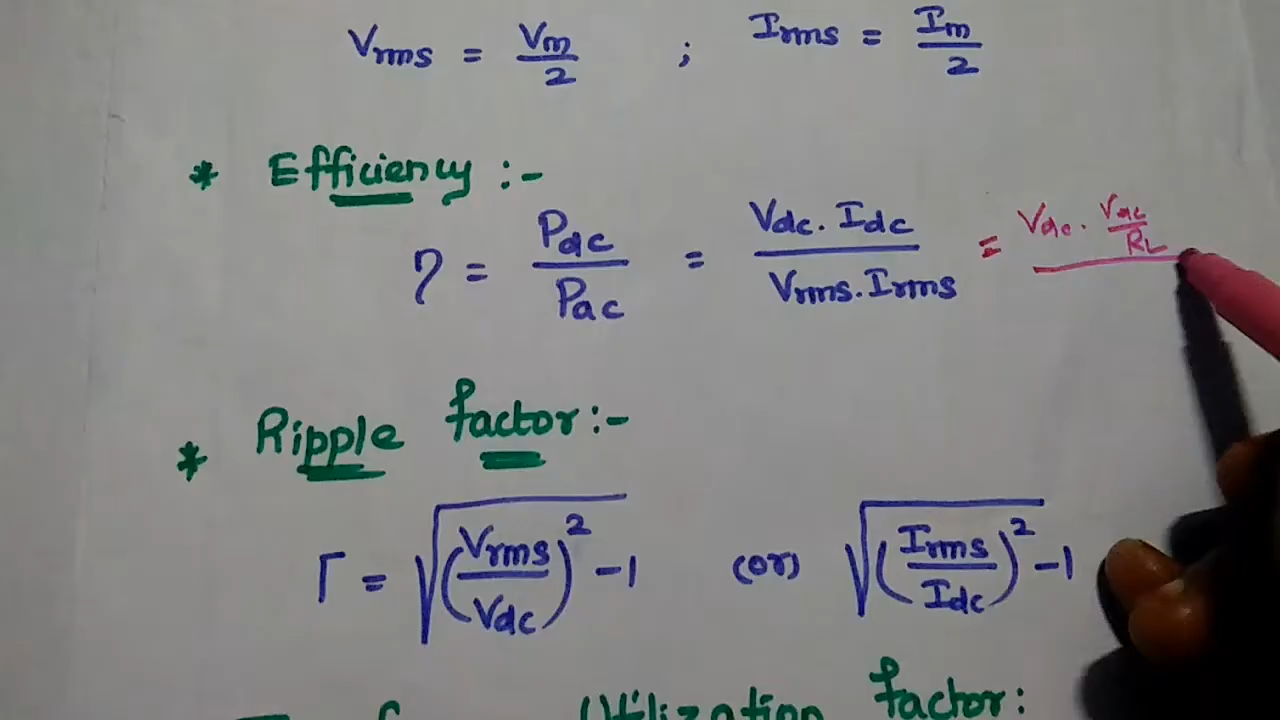 Vrms = Vm/2 ; Irms = Im/2
* Efficiency :-
η = Pdc/Pac = Vdc. Idc/Vrms. Irms = Vdc. Vdc/RL
* Ripple factor:-
Γ = √(Vrms/Vdc)² -1 (or) √(Irms/Idc)² -1
Utilization factor: